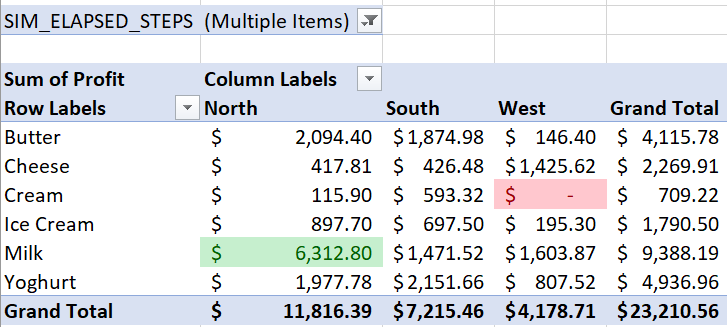 SIM_ELAPSED_STEPS (Multiple Items)
Sum of Profit Column Labels
Row Labels North South West Grand Total
Butter $ 2,094.40 $ 1,874.98 $ 146.40 $ 4,115.78
Cheese $ 417.81 $ 426.48 $ 1,425.62 $ 2,269.91
Cream $ 115.90 $ 593.32 $ - $ 709.22
Ice Cream $ 897.70 $ 697.50 $ 195.30 $ 1,790.50
Milk $ 6,312.80 $ 1,471.52 $ 1,603.87 $ 9,388.19
Yoghurt $ 1,977.78 $ 2,151.66 $ 807.52 $ 4,936.96
Grand Total $ 11,816.39 $ 7,215.46 $ 4,178.71 $ 23,210.56